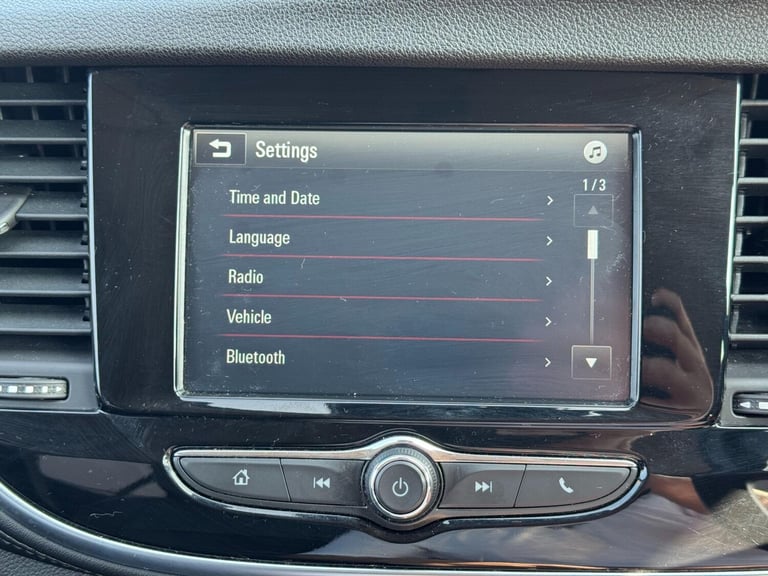 Settings
1/3
Time and Date
Language
Radio
Vehicle
Bluetooth